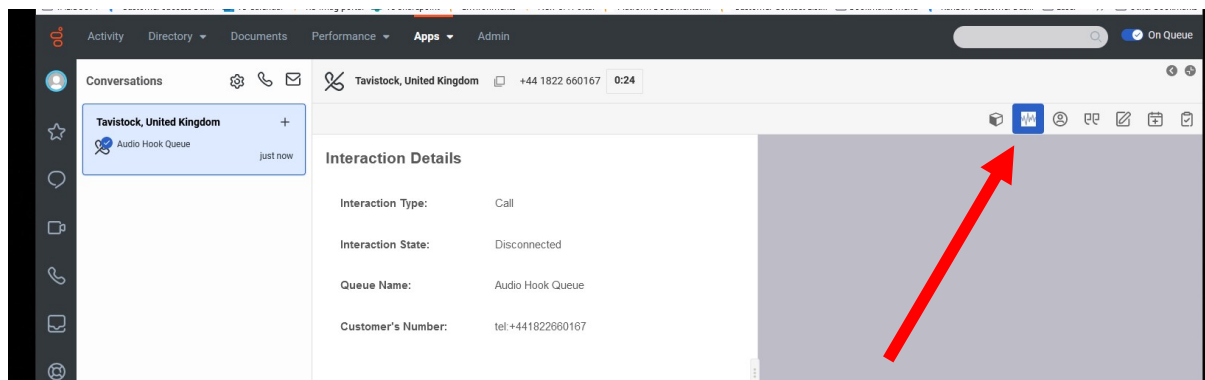 Activity Directory Documents Performance Apps Admin On Queue
Conversations
Tavistock, United Kingdom +44 1822 660167 0:24
Tavistock, United Kingdom
Audio Hook Queue
just now
Interaction Details
Interaction Type: Call
Interaction State: Disconnected
Queue Name: Audio Hook Queue
Customer's Number: tel:+441822660167